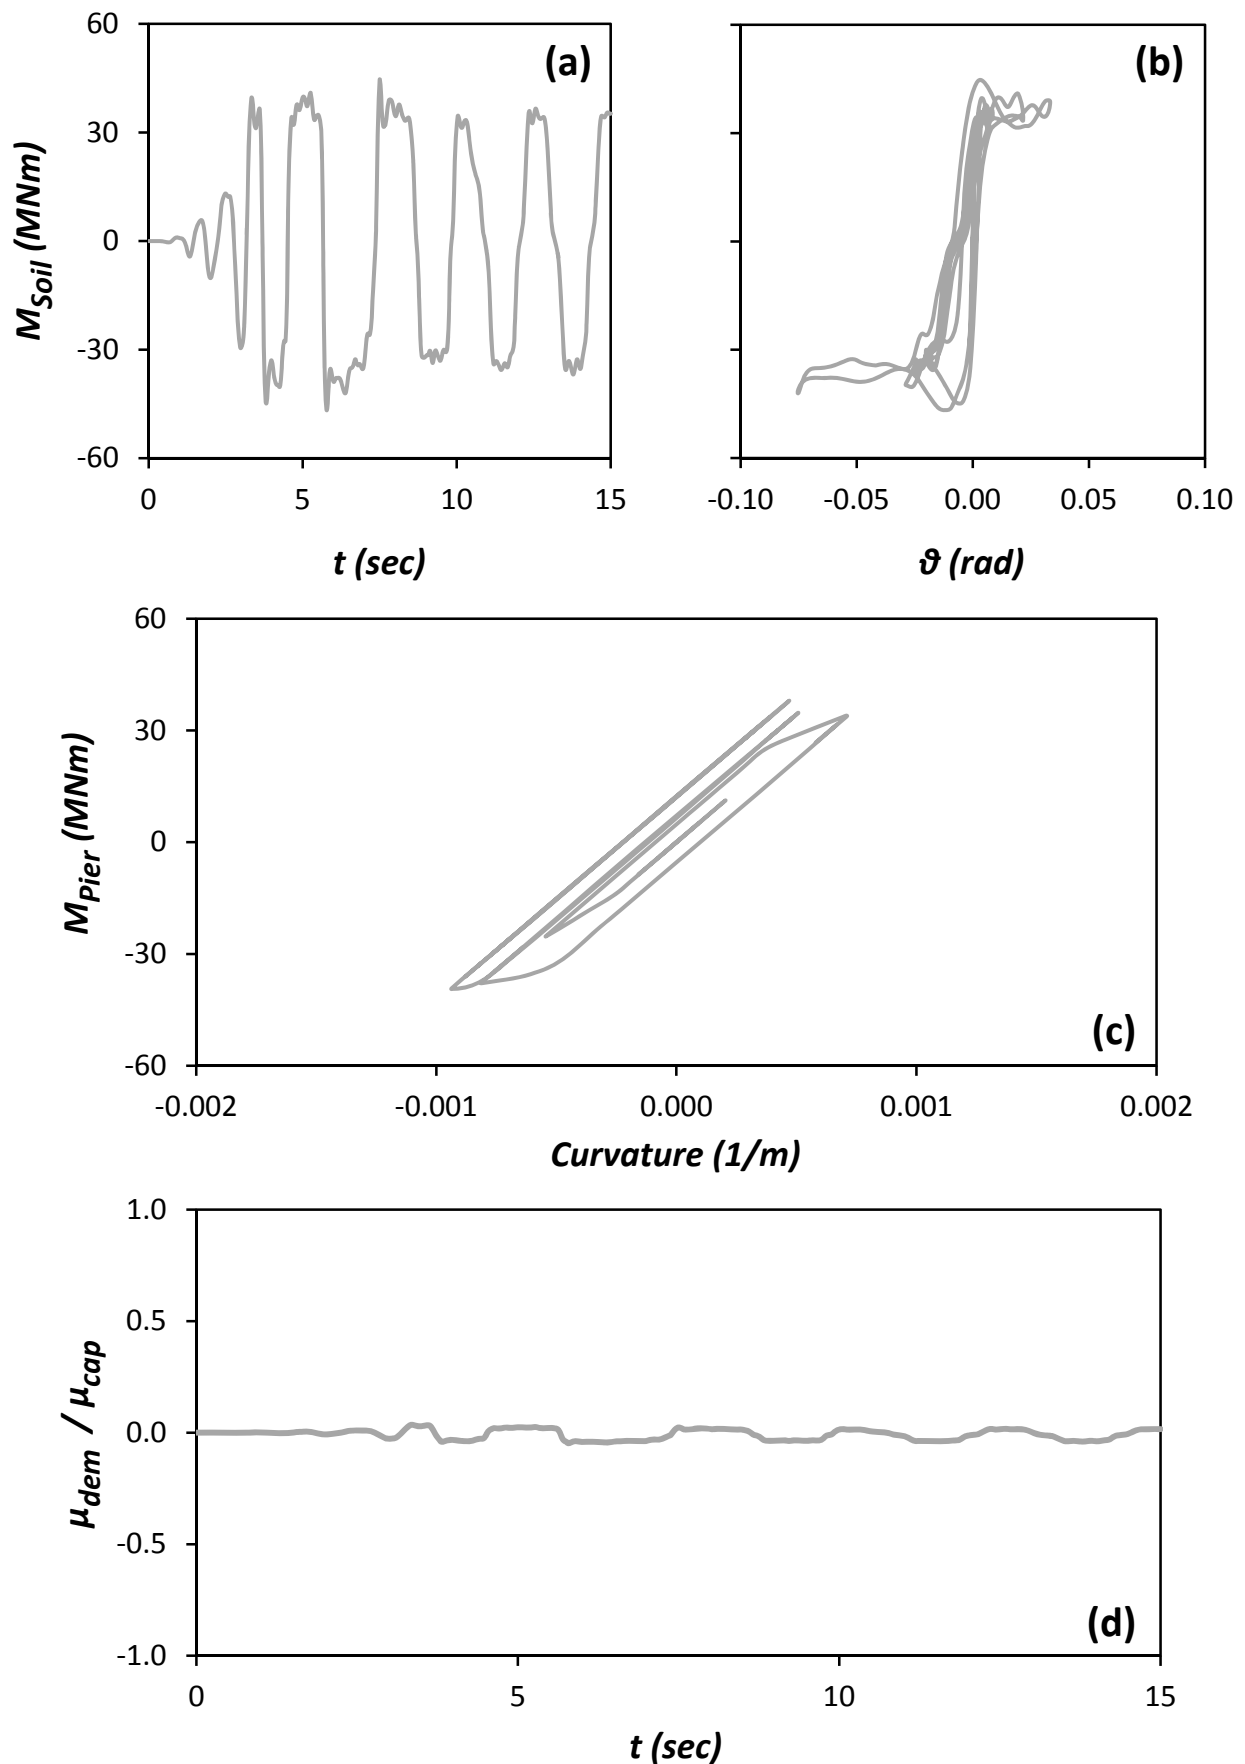 60
30
0
-30
-60
M_Soil (MNm)
(a)
0 5 10 15
t (sec)
(b)
-0.10 -0.05 0.00 0.05 0.10
ϑ (rad)
60
30
0
-30
-60
M_Pier (MNm)
(c)
-0.002 -0.001 0.000 0.001 0.002
Curvature (1/m)
1.0
0.5
0.0
-0.5
-1.0
μ_dem / μ_cap
(d)
0 5 10 15
t (sec)